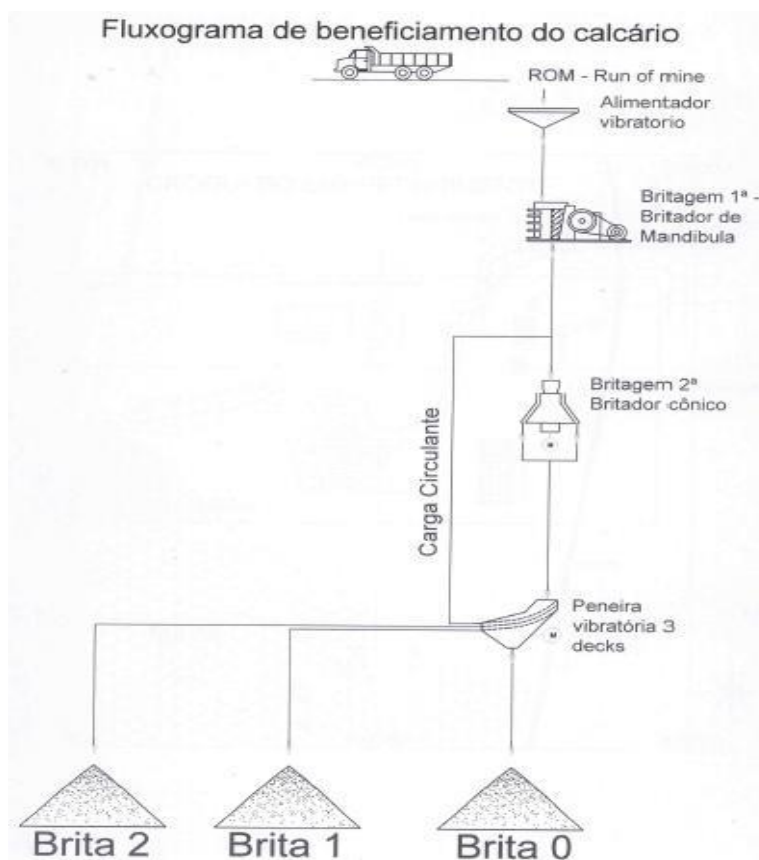 Fluxograma de beneficiamento do calcário
ROM - Run of mine
Alimentador
vibratorio
Britagem 1ª -
Britador de
Mandibula
Britagem 2ª
Britador cônico
Carga Circulante
Peneira
vibratória 3
decks
Brita 2
Brita 1
Brita 0